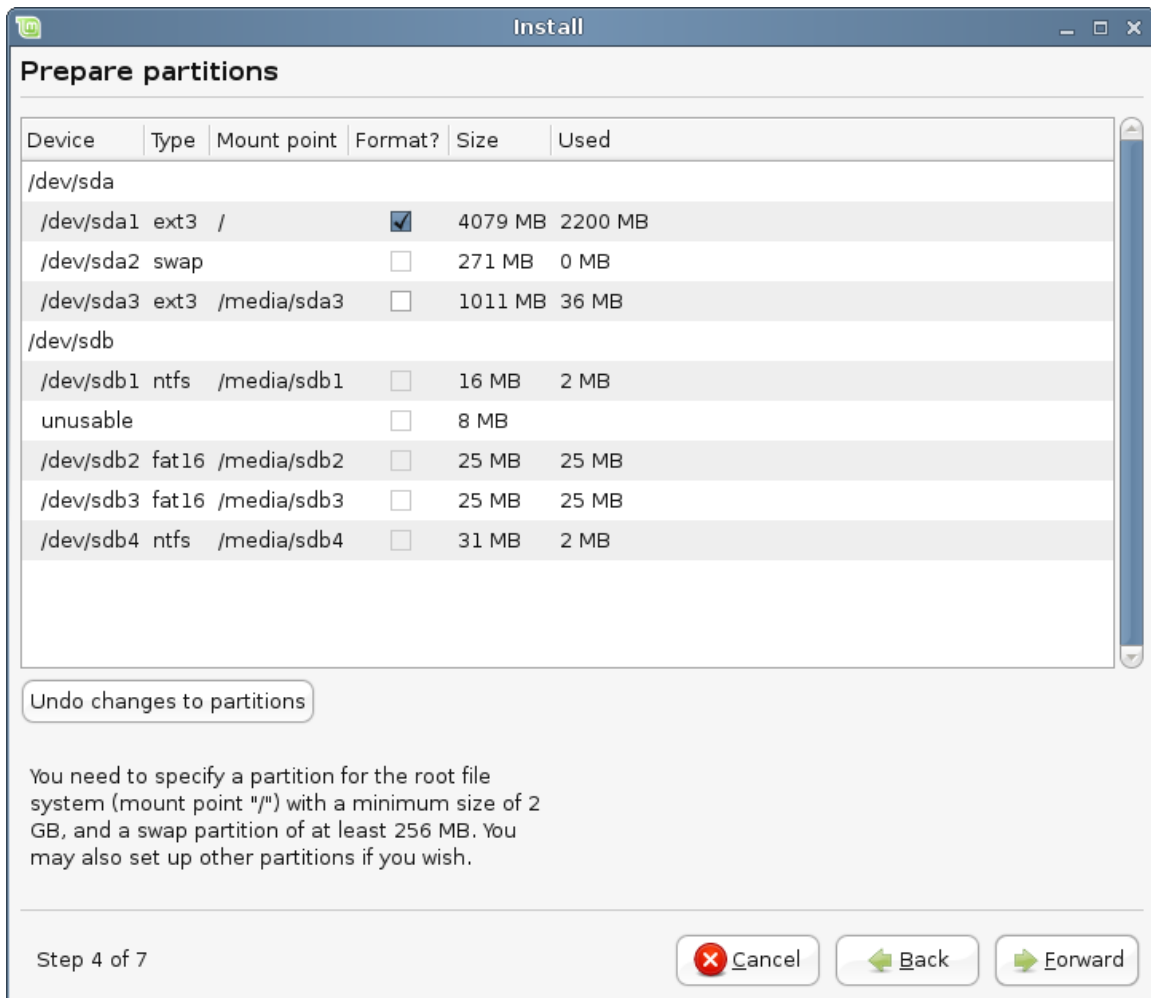 Install
Prepare partitions
Device Type Mount point Format? Size Used
/dev/sda
/dev/sda1 ext3 / 4079 MB 2200 MB
/dev/sda2 swap 271 MB 0 MB
/dev/sda3 ext3 /media/sda3 1011 MB 36 MB
/dev/sdb
/dev/sdb1 ntfs /media/sdb1 16 MB 2 MB
unusable 8 MB
/dev/sdb2 fat16 /media/sdb2 25 MB 25 MB
/dev/sdb3 fat16 /media/sdb3 25 MB 25 MB
/dev/sdb4 ntfs /media/sdb4 31 MB 2 MB
Undo changes to partitions
You need to specify a partition for the root file
system (mount point "/") with a minimum size of 2
GB, and a swap partition of at least 256 MB. You
may also set up other partitions if you wish.
Step 4 of 7 Cancel Back Forward